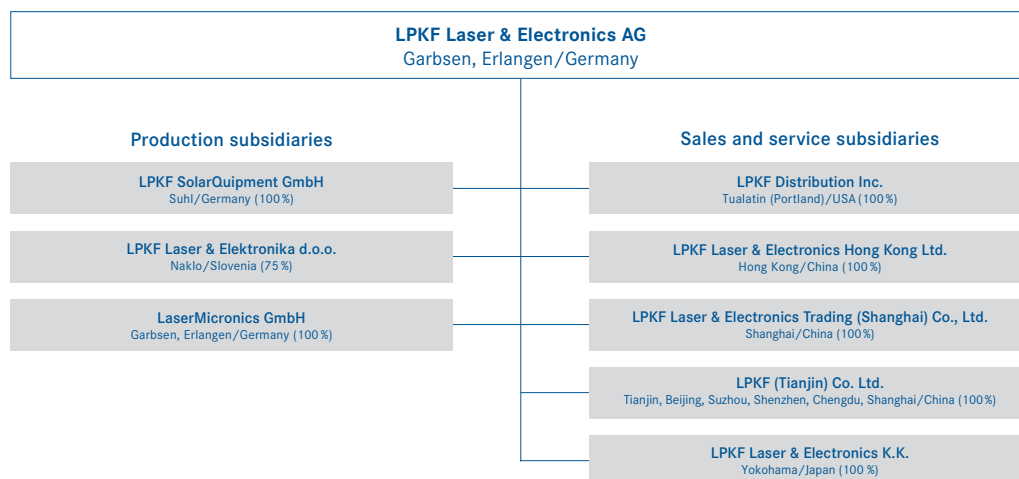 LPKF Laser & Electronics AG
Garbsen, Erlangen/Germany
Production subsidiaries
LPKF SolarQuipment GmbH
Suhl/Germany (100%)
LPKF Laser & Elektronika d.o.o.
Naklo/Slovenia (75%)
LaserMicronics GmbH
Garbsen, Erlangen/Germany (100%)
Sales and service subsidiaries
LPKF Distribution Inc.
Tualatin (Portland)/USA (100%)
LPKF Laser & Electronics Hong Kong Ltd.
Hong Kong/China (100%)
LPKF Laser & Electronics Trading (Shanghai) Co., Ltd.
Shanghai/China (100%)
LPKF (Tianjin) Co. Ltd.
Tianjin, Beijing, Suzhou, Shenzhen, Chengdu, Shanghai/China (100%)
LPKF Laser & Electronics K.K.
Yokohama/Japan (100 %)